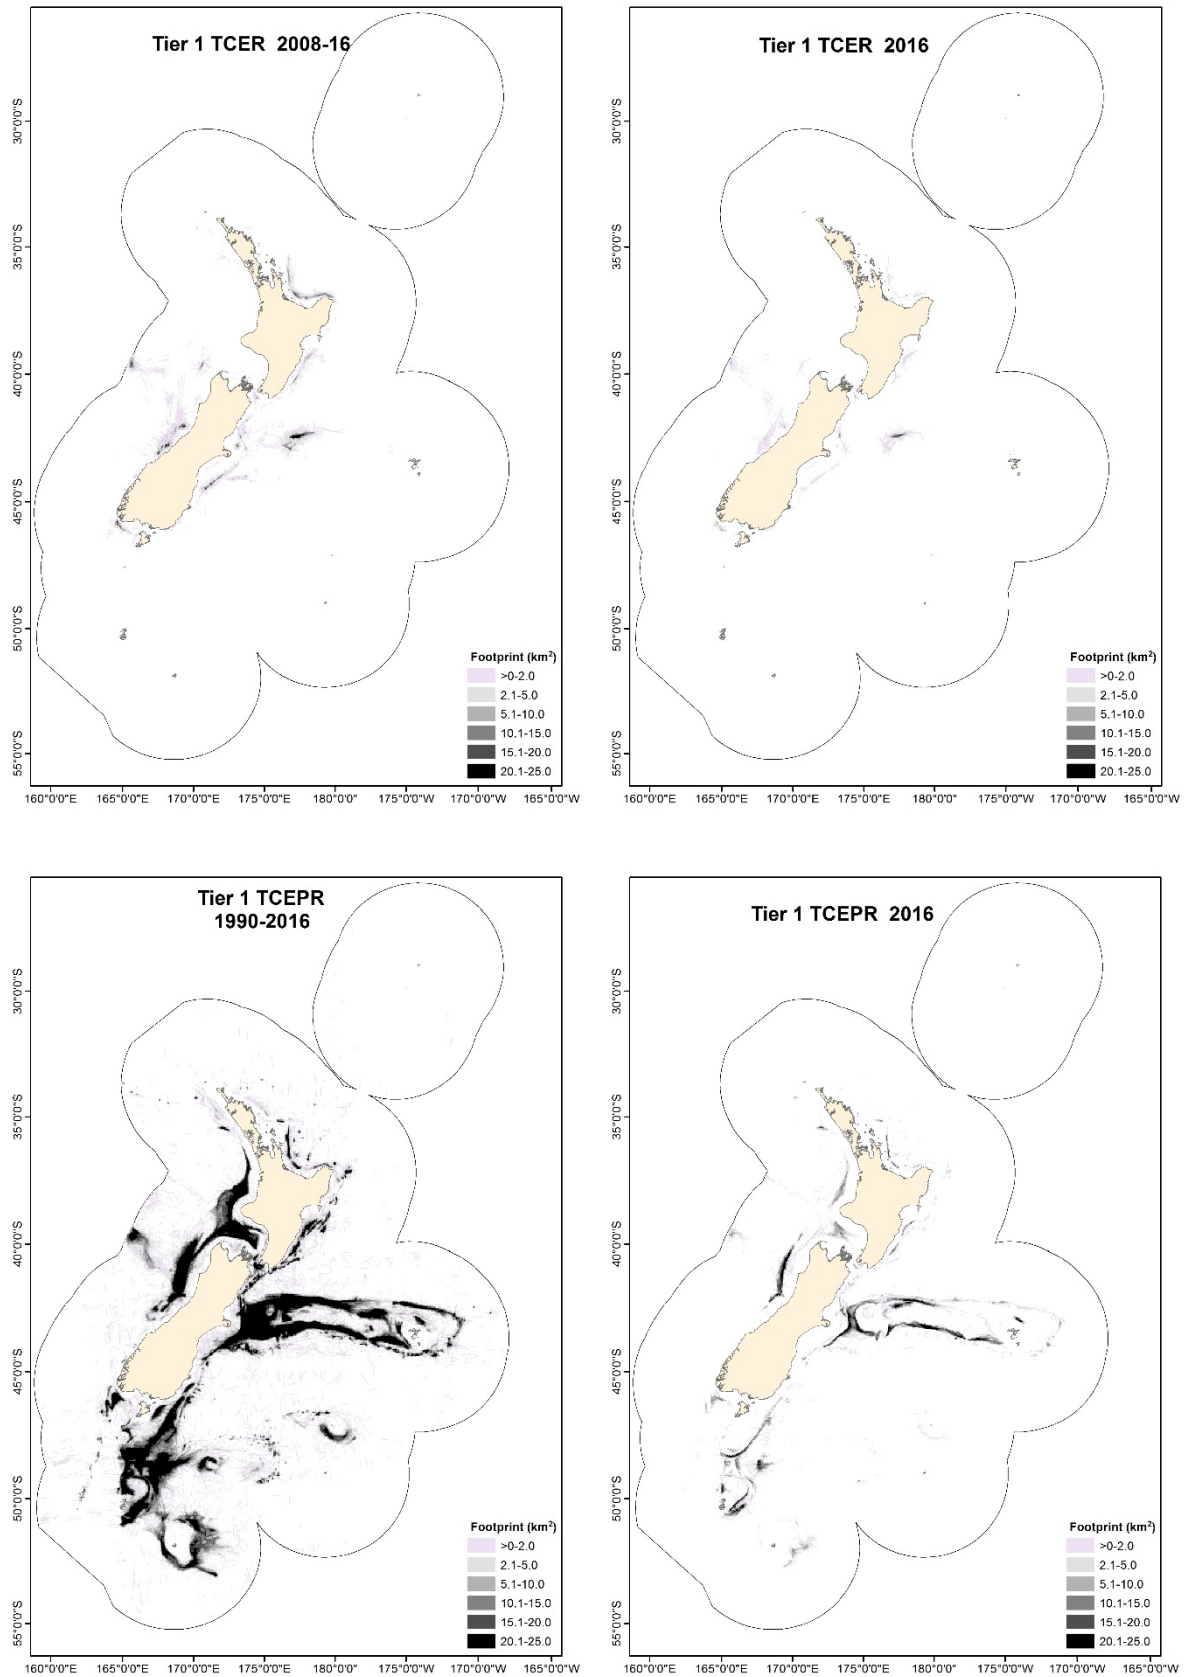 Tier 1 TCER 2008-16
30°0'0"S
35°0'0"S
40°0'0"S
45°0'0"S
50°0'0"S
55°0'0"S
Footprint (km²)
>0-2.0
2.1-5.0
5.1-10.0
10.1-15.0
15.1-20.0
20.1-25.0
160°0'0"E 165°0'0"E 170°0'0"E 175°0'0"E 180°0'0" 175°0'0"W 170°0'0"W 165°0'0"W
Tier 1 TCER 2016
30°0'0"S
35°0'0"S
40°0'0"S
45°0'0"S
50°0'0"S
55°0'0"S
Footprint (km²)
>0-2.0
2.1-5.0
5.1-10.0
10.1-15.0
15.1-20.0
20.1-25.0
160°0'0"E 165°0'0"E 170°0'0"E 175°0'0"E 180°0'0" 175°0'0"W 170°0'0"W 165°0'0"W
Tier 1 TCEPR
1990-2016
30°0'0"S
35°0'0"S
40°0'0"S
45°0'0"S
50°0'0"S
55°0'0"S
Footprint (km²)
>0-2.0
2.1-5.0
5.1-10.0
10.1-15.0
15.1-20.0
20.1-25.0
160°0'0"E 165°0'0"E 170°0'0"E 175°0'0"E 180°0'0" 175°0'0"W 170°0'0"W 165°0'0"W
Tier 1 TCEPR 2016
30°0'0"S
35°0'0"S
40°0'0"S
45°0'0"S
50°0'0"S
55°0'0"S
Footprint (km²)
>0-2.0
2.1-5.0
5.1-10.0
10.1-15.0
15.1-20.0
20.1-25.0
160°0'0"E 165°0'0"E 170°0'0"E 175°0'0"E 180°0'0" 175°0'0"W 170°0'0"W 165°0'0"W